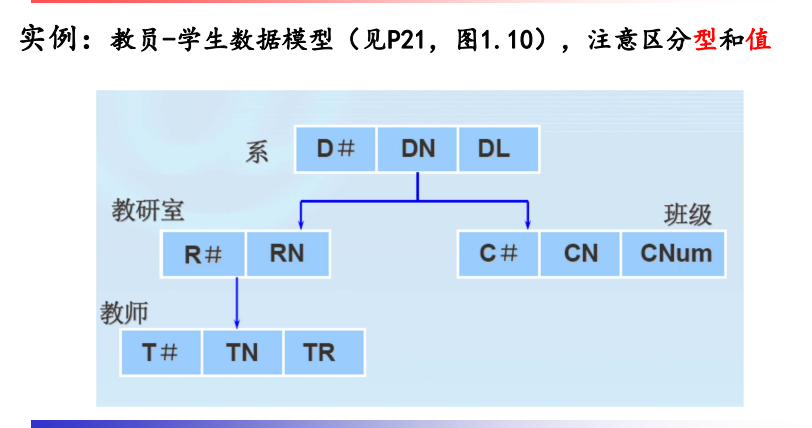 实例：教员-学生数据模型（见P21，图1.10），注意区分型和值
系
D＃ DN DL
教研室
班级
R＃ RN
C＃ CN CNum
教师
T＃ TN TR